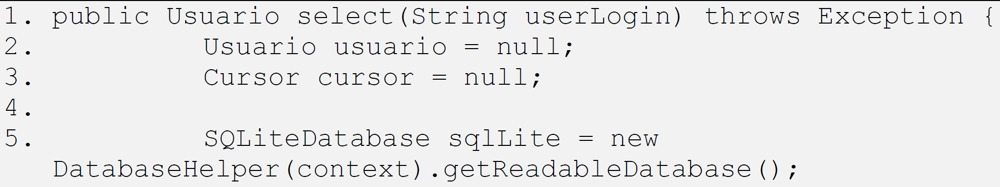 1. public Usuario select(String userLogin) throws Exception {
2. Usuario usuario = null;
3. Cursor cursor = null;
4.
5. SQLiteDatabase sqlLite = new
DatabaseHelper(context).getReadableDatabase();